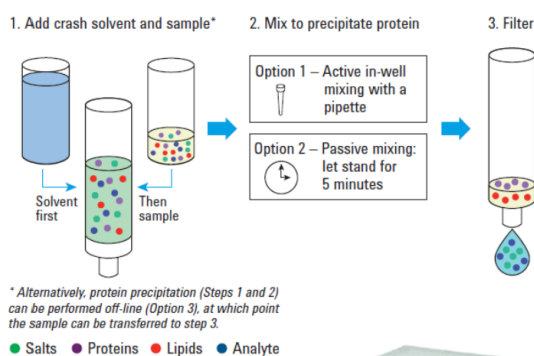 1. Add crash solvent and sample*
2. Mix to precipitate protein
3. Filter
Option 1 – Active in-well
mixing with a
pipette
Option 2 – Passive mixing:
let stand for
5 minutes
Solvent
first
Then
sample
* Alternatively, protein precipitation (Steps 1 and 2)
can be performed off-line (Option 3), at which point
the sample can be transferred to step 3.
Salts Proteins Lipids Analyte